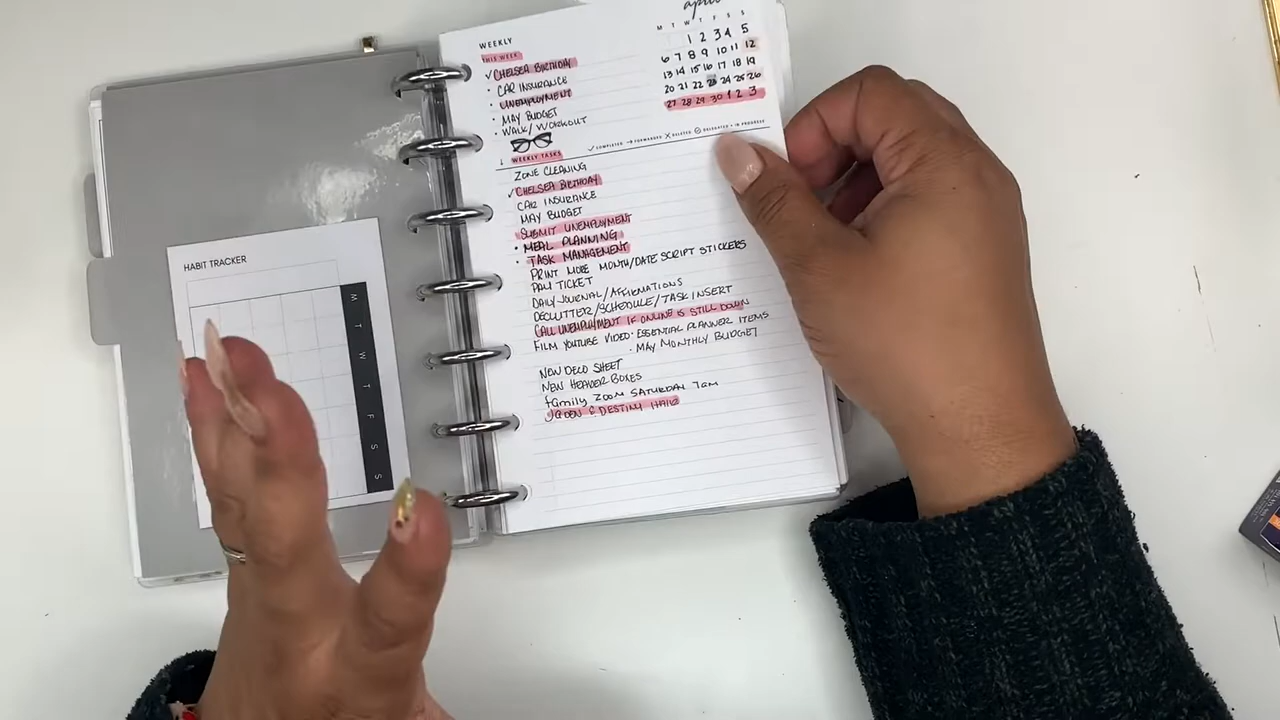 WEEKLY
THIS WEEK
✓ CHELSEA BIRTHDAY
• CAR INSURANCE
• UNEMPLOYMENT
• MAY BUDGET
• WALK/WORKOUT
april
M T W T F S S
1 2 3 4 5
6 7 8 9 10 11 12
13 14 15 16 17 18 19
20 21 22 23 24 25 26
27 28 29 30 1 2 3
✓ COMPLETED → FORWARDED X DELETED DELEGATED • IN PROGRESS
↓ WEEKLY TASKS
ZONE CLEANING
✓ CHELSEA BIRTHDAY
CAR INSURANCE
MAY BUDGET
SUBMIT UNEMPLOYMENT
• MEAL PLANNING
• TASK MANAGEMENT
PRINT MORE MONTH/DATE SCRIPT STICKERS
PAY TICKET
DAILY JOURNAL/AFFIRMATIONS
DECLUTTER/SCHEDULE/TASK INSERT
CALL UNEMPLOYMENT IF ONLINE IS STILL DOWN
FILM YOUTUBE VIDEO: ESSENTIAL PLANNER ITEMS
• MAY MONTHLY BUDGET
NEW DECO SHEET
NEW HEADER BOXES
family ZOOM SATURDAY 7am
& DESTINY HAIR
HABIT TRACKER
M T W T F S S